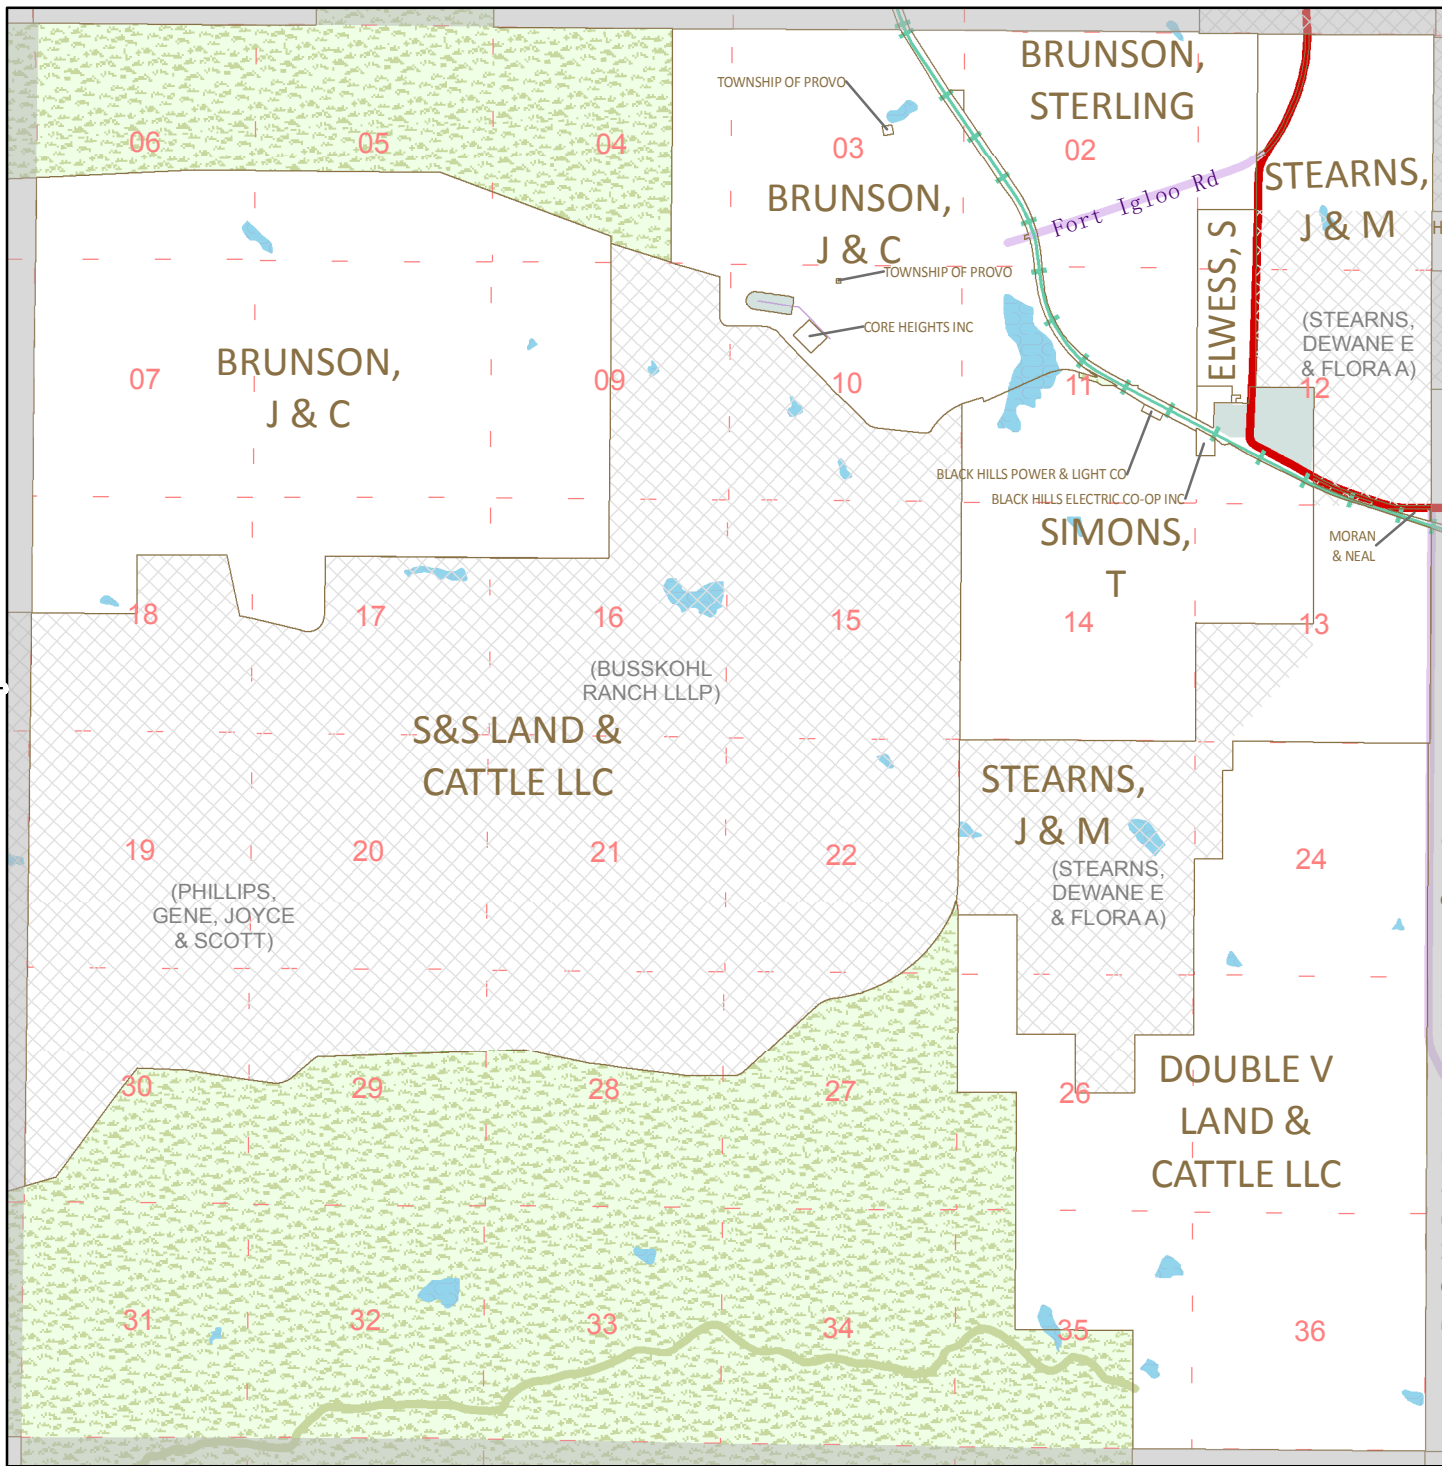 BRUNSON,
STERLING
TOWNSHIP OF PROVO
06
05
04
03
02
STEARNS,
J & M
BRUNSON,
J & C
Fort Igloo Rd
ELWESS, S
H
TOWNSHIP OF PROVO
CORE HEIGHTS INC
(STEARNS,
DEWANE E
& FLORA A)
BRUNSON,
J & C
07
09
10
11
12
BLACK HILLS POWER & LIGHT CO
BLACK HILLS ELECTRIC CO-OP INC
SIMONS,
T
MORAN
& NEAL
18
17
16
15
14
13
(BUSSKOHL
RANCH LLLP)
S&S LAND &
CATTLE LLC
STEARNS,
J & M
(STEARNS,
DEWANE E
& FLORA A)
19
20
21
22
24
(PHILLIPS,
GENE, JOYCE
& SCOTT)
DOUBLE V
LAND &
CATTLE LLC
30
29
28
27
26
31
32
33
34
35
36